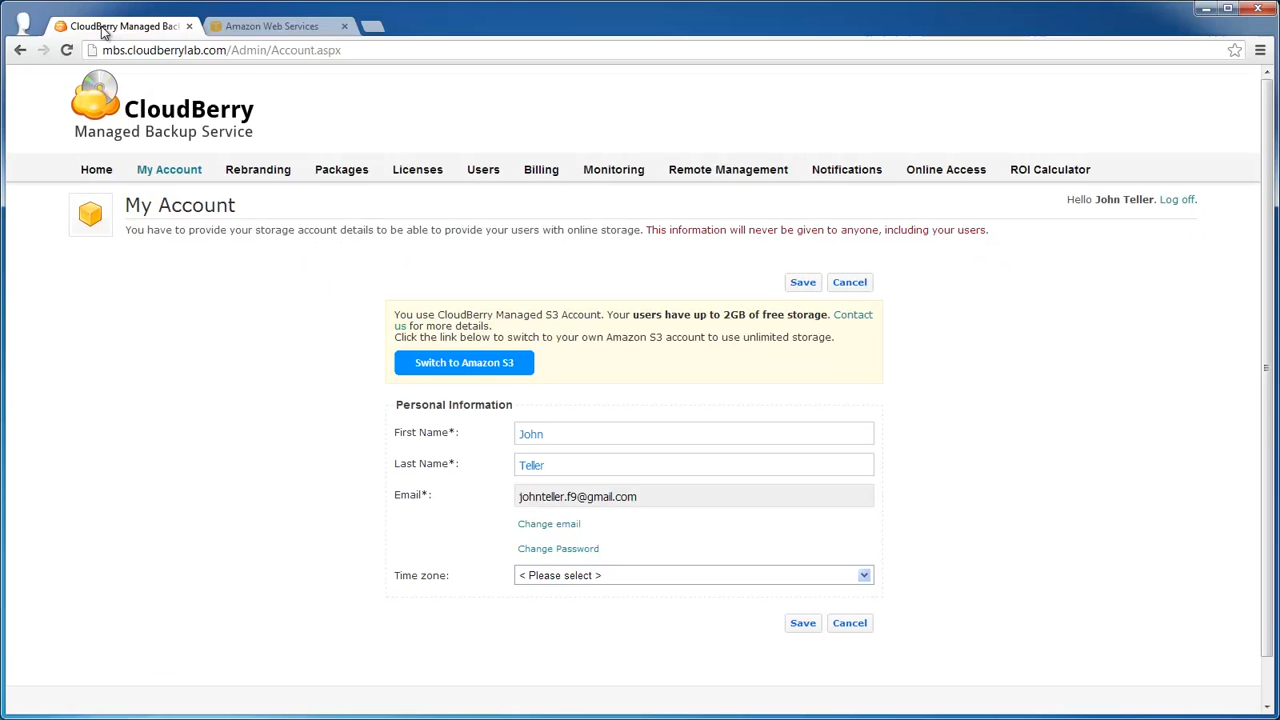 CloudBerry Managed Bac
Amazon Web Services
mbs.cloudberrylab.com/Admin/Account.aspx
CloudBerry
Managed Backup Service
Home
My Account
Rebranding
Packages
Licenses
Users
Billing
Monitoring
Remote Management
Notifications
Online Access
ROI Calculator
My Account
Hello John Teller. Log off.
You have to provide your storage account details to be able to provide your users with online storage. This information will never be given to anyone, including your users.
Save
Cancel
You use CloudBerry Managed S3 Account. Your users have up to 2GB of free storage. Contact
us for more details.
Click the link below to switch to your own Amazon S3 account to use unlimited storage.
Switch to Amazon S3
Personal Information
First Name*:
John
Last Name*:
Teller
Email*:
johnteller.f9@gmail.com
Change email
Change Password
Time zone:
< Please select >
Save
Cancel